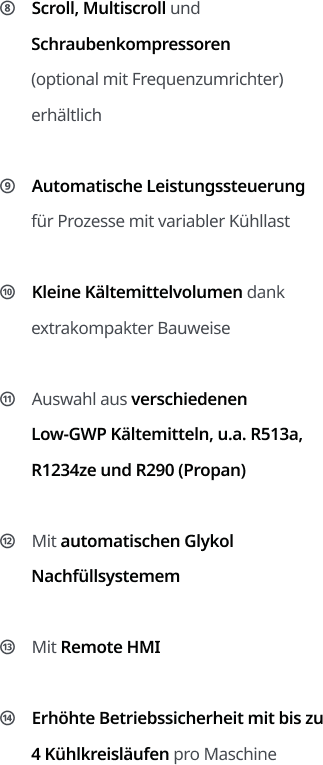 ⑧ Scroll, Multiscroll und
Schraubenkompressoren
(optional mit Frequenzumrichter)
erhältlich
⑨ Automatische Leistungssteuerung
für Prozesse mit variabler Kühllast
⑩ Kleine Kältemittelvolumen dank
extrakompakter Bauweise
⑪ Auswahl aus verschiedenen
Low-GWP Kältemitteln, u.a. R513a,
R1234ze und R290 (Propan)
⑫ Mit automatischen Glykol
Nachfüllsystemem
⑬ Mit Remote HMI
⑭ Erhöhte Betriebssicherheit mit bis zu
4 Kühlkreisläufen pro Maschine